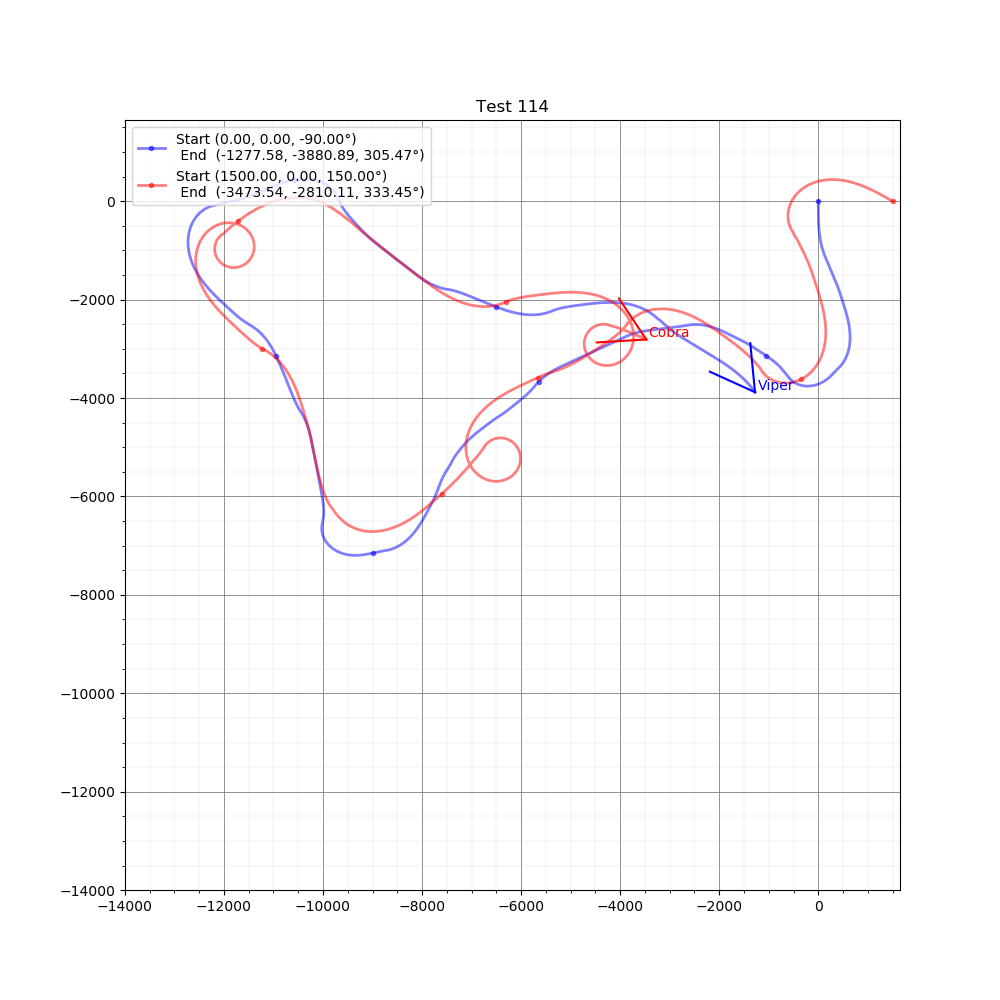 Test 114
Start (0.00, 0.00, -90.00°)
End (-1277.58, -3880.89, 305.47°)
Start (1500.00, 0.00, 150.00°)
End (-3473.54, -2810.11, 333.45°)
0
−2000
−4000
−6000
−8000
−10000
−12000
−14000
Cobra
Viper
−14000 −12000 −10000 −8000 −6000 −4000 −2000 0